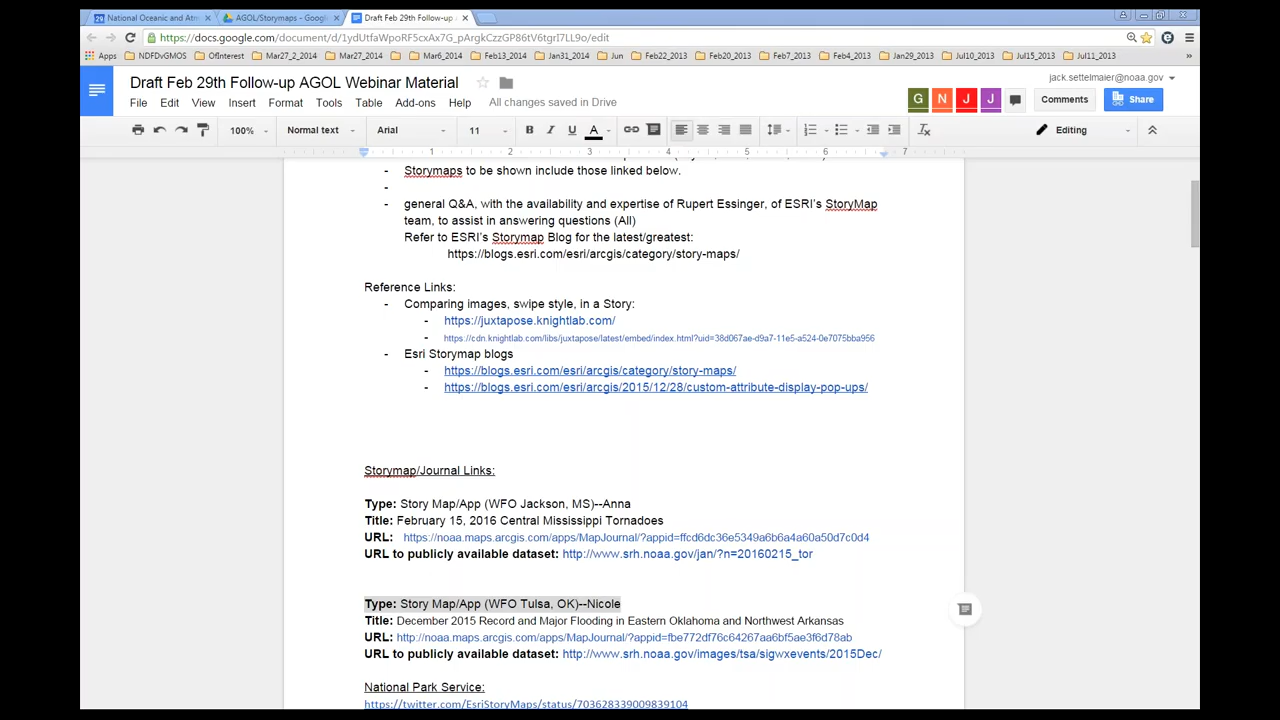 National Oceanic and Atm
AGOL/Storymaps - Google
Draft Feb 29th Follow-up
https://docs.google.com/document/d/1ydUtfaWpoRF5cxAx7G_pArgkCzzGP86tV6tgrI7LL9o/edit
Apps NDFDvGMOS OfInterest Mar27_2_2014 Mar27_2014 Jun Mar6_2014 Feb13_2014 Jan31_2014 Jun Feb22_2013 Feb20_2013 Feb7_2013 Feb4_2013 Jan29_2013 Jul10_2013 Jul15_2013 Jul11_2013 »
Draft Feb 29th Follow-up AGOL Webinar Material
jack.settelmaier@noaa.gov
File Edit View Insert Format Tools Table Add-ons Help All changes saved in Drive
G N J J Comments Share
100% Normal text Arial 11 B I U A Editing
1 2 3 4 5 6 7
- Storymaps to be shown include those linked below.
-
- general Q&A, with the availability and expertise of Rupert Essinger, of ESRI's StoryMap
team, to assist in answering questions (All)
Refer to ESRI's Storymap Blog for the latest/greatest:
https://blogs.esri.com/esri/arcgis/category/story-maps/
Reference Links:
- Comparing images, swipe style, in a Story:
- https://juxtapose.knightlab.com/
- https://cdn.knightlab.com/libs/juxtapose/latest/embed/index.html?uid=38d067ae-d9a7-11e5-a524-0e7075bba956
- Esri Storymap blogs
- https://blogs.esri.com/esri/arcgis/category/story-maps/
- https://blogs.esri.com/esri/arcgis/2015/12/28/custom-attribute-display-pop-ups/
Storymap/Journal Links:
Type: Story Map/App (WFO Jackson, MS)--Anna
Title: February 15, 2016 Central Mississippi Tornadoes
URL: https://noaa.maps.arcgis.com/apps/MapJournal/?appid=ffcd6dc36e5349a6b6a4a60a50d7c0d4
URL to publicly available dataset: http://www.srh.noaa.gov/jan/?n=20160215_tor
Type: Story Map/App (WFO Tulsa, OK)--Nicole
Title: December 2015 Record and Major Flooding in Eastern Oklahoma and Northwest Arkansas
URL: http://noaa.maps.arcgis.com/apps/MapJournal/?appid=fbe772df76c64267aa6bf5ae3f6d78ab
URL to publicly available dataset: http://www.srh.noaa.gov/images/tsa/sigwxevents/2015Dec/
National Park Service:
https://twitter.com/EsriStoryMaps/status/703628339009839104